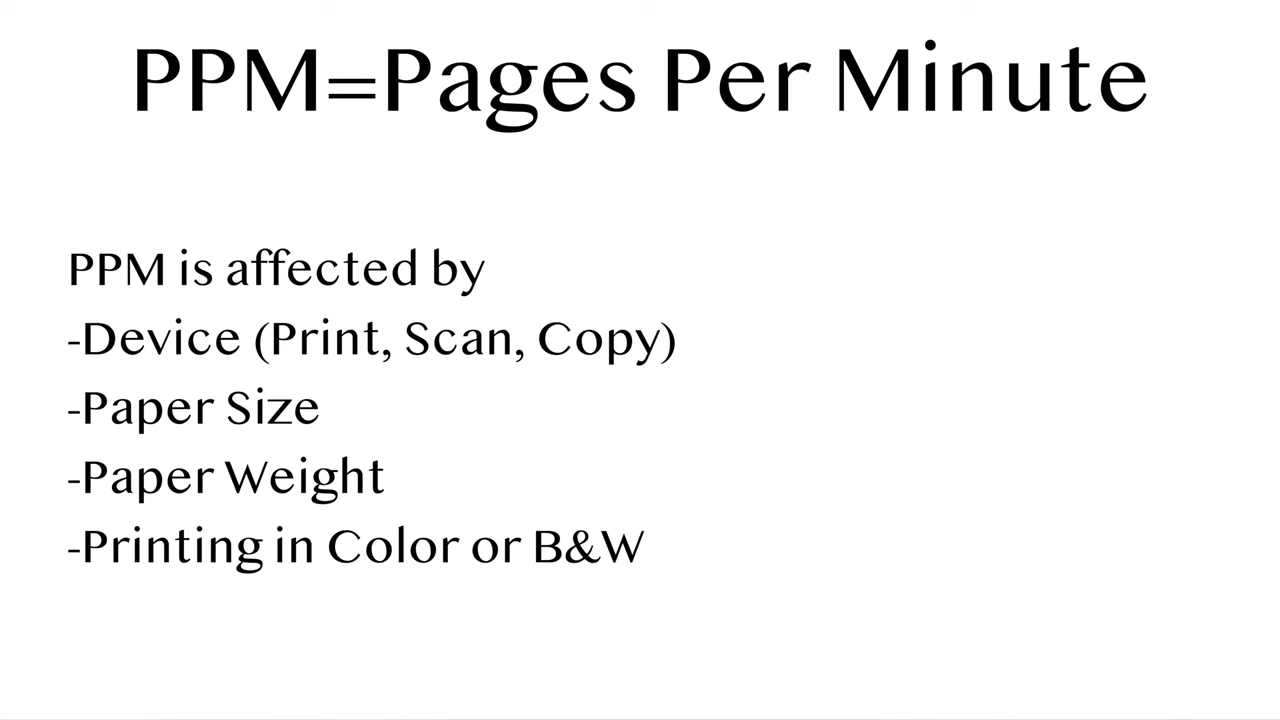 PPM=Pages Per Minute
PPM is affected by
-Device (Print, Scan, Copy)
-Paper Size
-Paper Weight
-Printing in Color or B&W